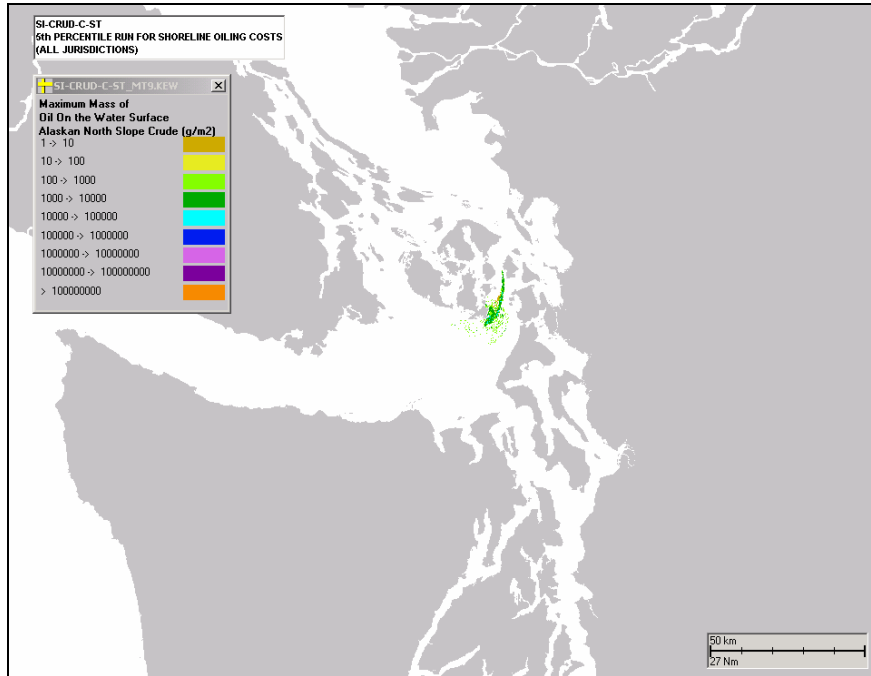 SI-CRUD-C-ST
5th PERCENTILE RUN FOR SHORELINE OILING COSTS
(ALL JURISDICTIONS)
SI-CRUD-C-ST_MT9.KEW
Maximum Mass of
Oil On the Water Surface
Alaskan North Slope Crude (g/m2)
1 -> 10
10 -> 100
100 -> 1000
1000 -> 10000
10000 -> 100000
100000 -> 1000000
1000000 -> 10000000
10000000 -> 100000000
> 100000000
50 km
27 Nm